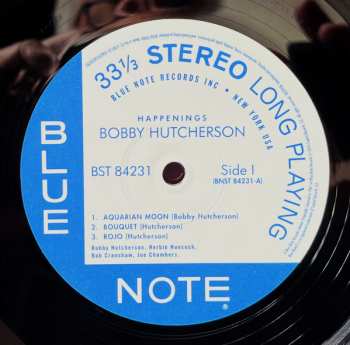 33 1/3 STEREO LONG PLAYING
BLUE NOTE RECORDS INC • NEW YORK USA
HAPPENINGS
BOBBY HUTCHERSON
BST 84231
Side I
(BNST 84231-A)
1. AQUARIAN MOON (Bobby Hutcherson)
2. BOUQUET (Hutcherson)
3. ROJO (Hutcherson)
Bobby Hutcherson, Herbie Hancock,
Bob Cranshaw, Joe Chambers.
BLUE
NOTE®